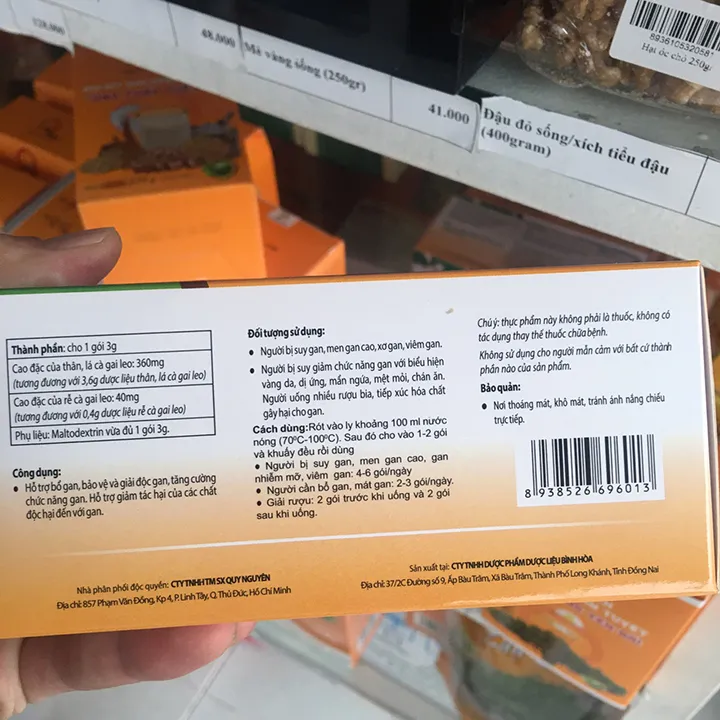 128.000
48.000
Mè vàng sống (250gr)
41.000
Đậu đỏ sống/xích tiểu đậu
(400gram)
8936105320581
Hạt óc chó 250gr
Thành phần: cho 1 gói 3g
Cao đặc của thân, lá cà gai leo: 360mg
(tương đương với 3,6g dược liệu thân, lá cà gai leo)
Cao đặc của rễ cà gai leo: 40mg
(tương đương với 0,4g dược liệu rễ cà gai leo)
Phụ liệu: Maltodextrin vừa đủ 1 gói 3g.
Công dụng:
• Hỗ trợ bổ gan, bảo vệ và giải độc gan, tăng cường
chức năng gan. Hỗ trợ giảm tác hại của các chất
độc hại đến với gan.
Đối tượng sử dụng:
• Người bị suy gan, men gan cao, xơ gan, viêm gan.
• Người bị suy giảm chức năng gan với biểu hiện
vàng da, dị ứng, mẩn ngứa, mệt mỏi, chán ăn.
Người uống nhiều rượu bia, tiếp xúc hóa chất
gây hại cho gan.
Cách dùng: Rót vào ly khoảng 100 ml nước
nóng (70ºC-100ºC). Sau đó cho vào 1-2 gói
và khuấy đều rồi dùng
• Người bị suy gan, men gan cao, gan
nhiễm mỡ, viêm gan: 4-6 gói/ngày
• Người cần bổ gan, mát gan: 2-3 gói/ngày.
• Giải rượu: 2 gói trước khi uống và 2 gói
sau khi uống.
Chú ý: thực phẩm này không phải là thuốc, không có
tác dụng thay thế thuốc chữa bệnh.
Không sử dụng cho người mẫn cảm với bất cứ thành
phần nào của sản phẩm.
Bảo quản:
• Nơi thoáng mát, khô mát, tránh ánh nắng chiếu
trực tiếp.
8 938526 696013
Nhà phân phối độc quyền: CTY TNHH TM SX QUY NGUYÊN
Địa chỉ: 857 Phạm Văn Đồng, Kp 4, P. Linh Tây, Q. Thủ Đức, Hồ Chí Minh
Sản xuất tại: CTY TNHH DƯỢC PHẨM DƯỢC LIỆU BÌNH HÒA
Địa chỉ: 37/2C Đường số 9, Ấp Bàu Trâm, Xã Bàu Trâm, Thành Phố Long Khánh, Tỉnh Đồng Nai